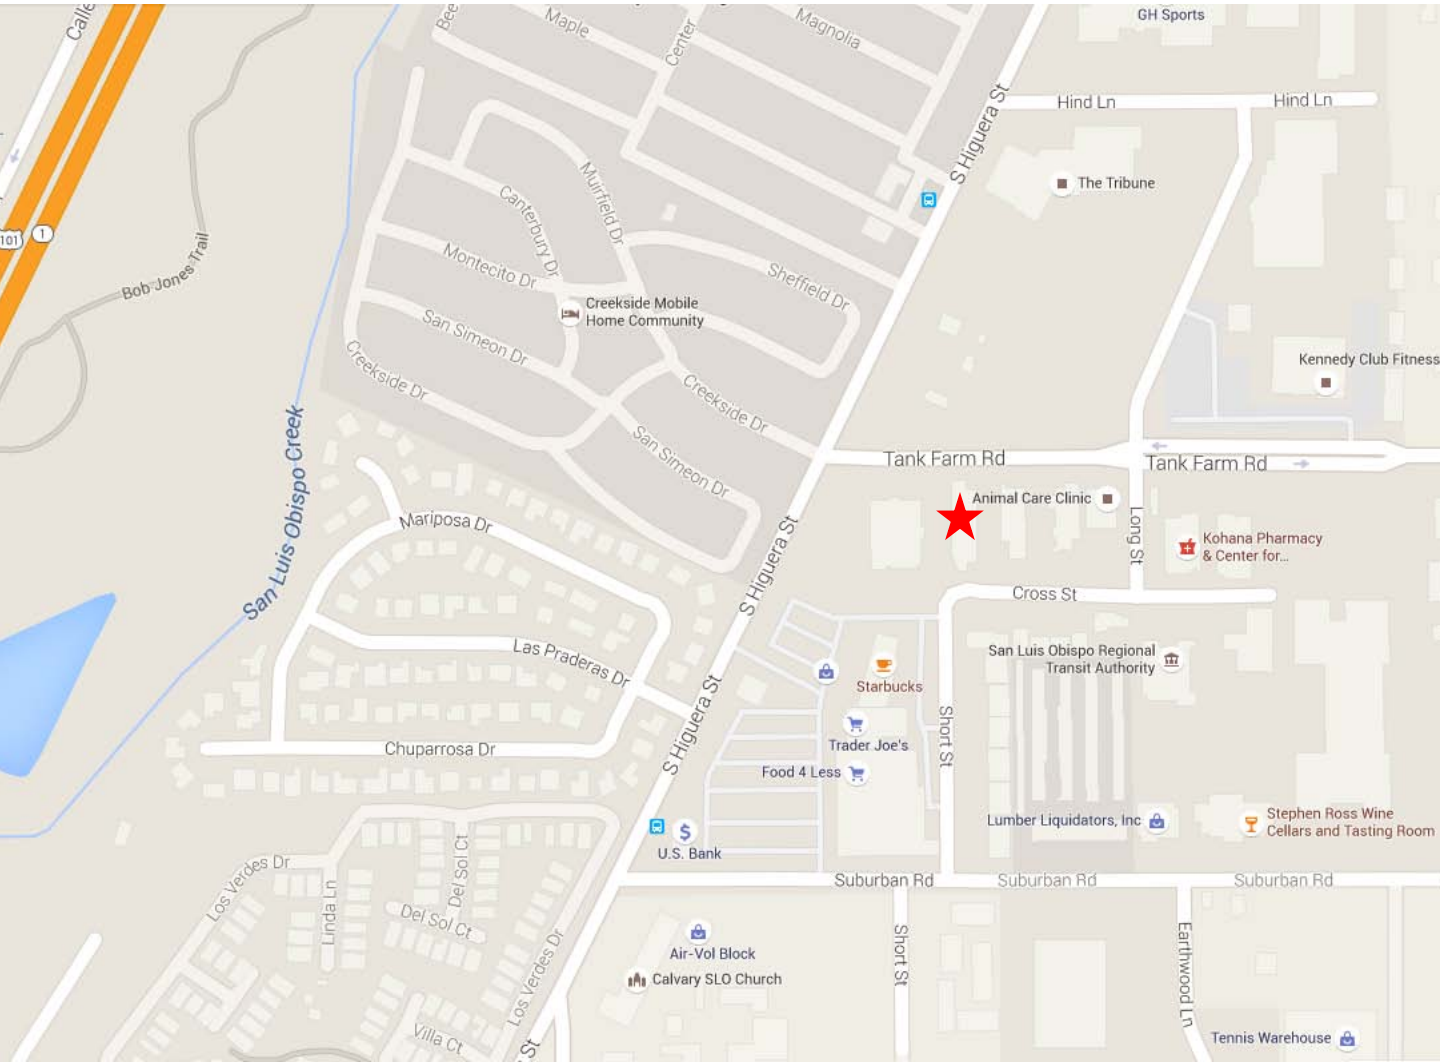 GH Sports
Calle
Bee
Maple
Center
Magnolia
S Higuera St
Hind Ln
Hind Ln
The Tribune
101
1
Bob Jones Trail
Canterbury Dr
Muirfield Dr
Montecito Dr
Sheffield Dr
Creekside Mobile
Home Community
San Simeon Dr
Creekside Dr
Creekside Dr
San Simeon Dr
Kennedy Club Fitness
Tank Farm Rd
Tank Farm Rd
San Luis Obispo Creek
Mariposa Dr
Animal Care Clinic
Long St
Kohana Pharmacy
& Center for...
S Higuera St
Cross St
Las Praderas Dr
San Luis Obispo Regional
Transit Authority
Starbucks
S Higuera St
Short St
Chuparrosa Dr
Trader Joe's
Food 4 Less
Lumber Liquidators, Inc
Stephen Ross Wine
Cellars and Tasting Room
U.S. Bank
Los Verdes Dr
Linda Ln
Del Sol Ct
Del Sol Ct
Suburban Rd
Suburban Rd
Suburban Rd
Air-Vol Block
Calvary SLO Church
Short St
Earthwood Ln
Los Verdes Dr
Villa Ct
St
Tennis Warehouse